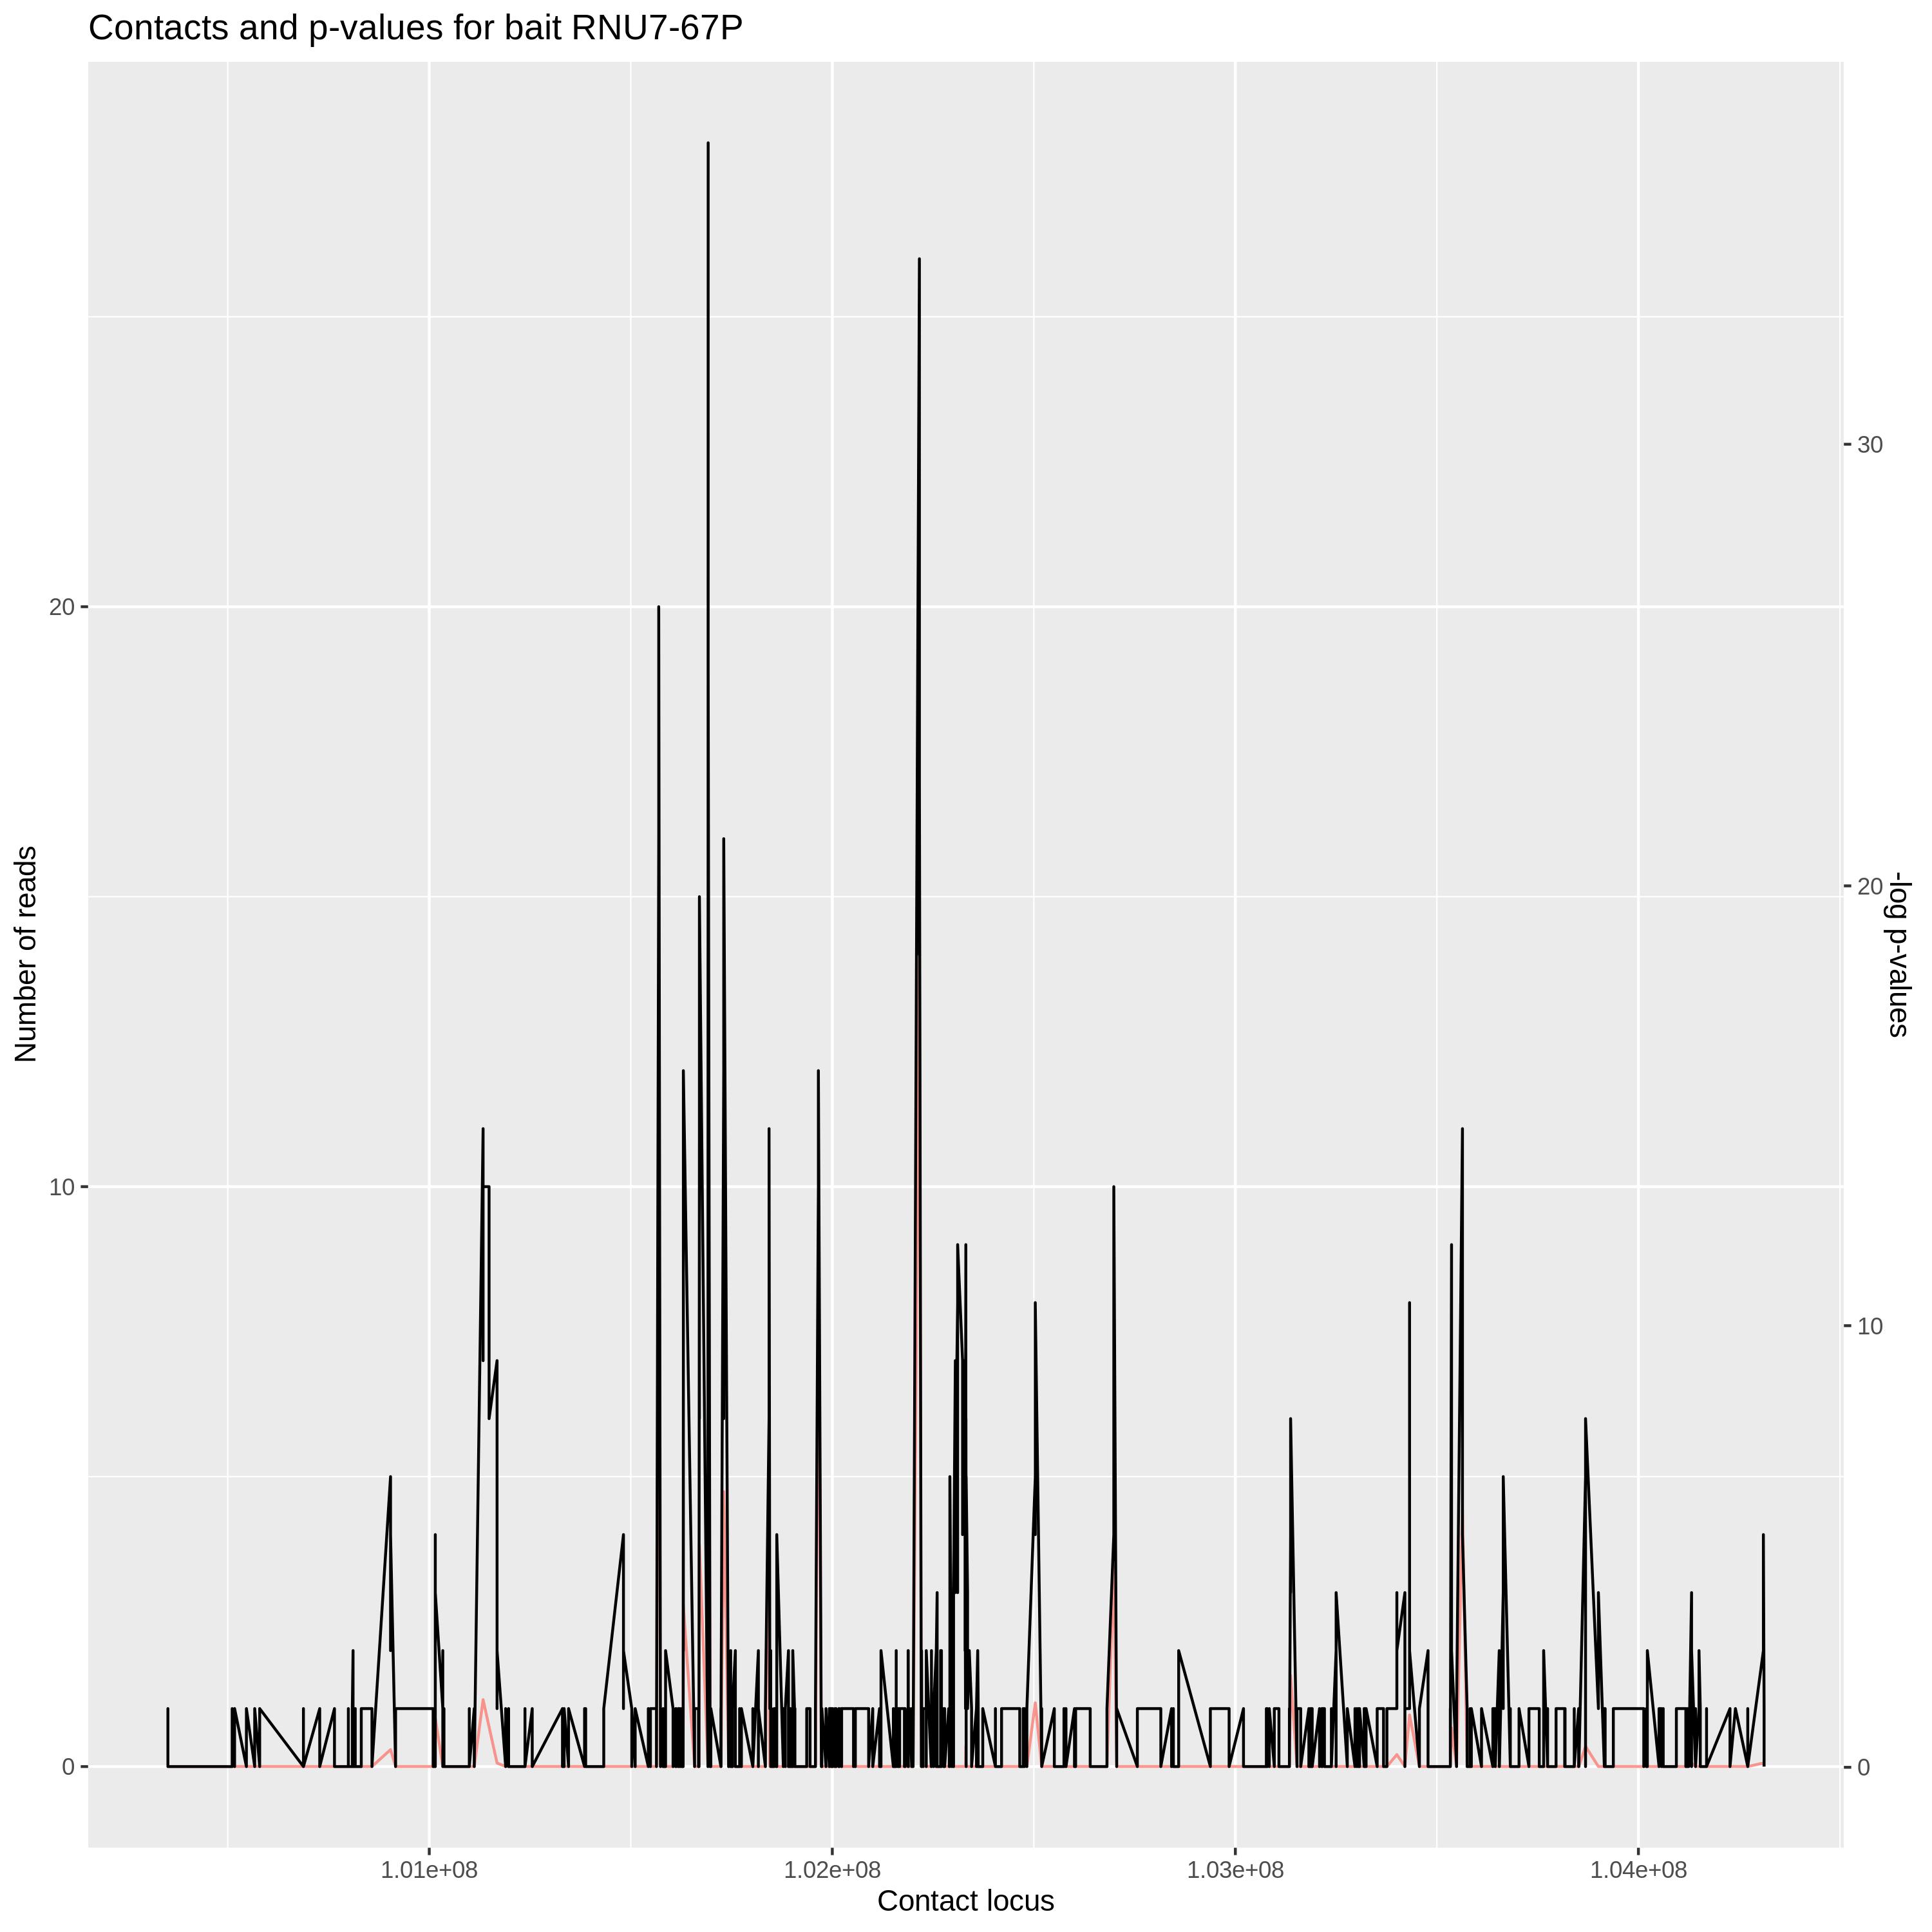 Contacts and p-values for bait RNU7-67P
Number of reads
20
10
0
30
20
10
0
-log p-values
1.01e+08
1.02e+08
1.03e+08
1.04e+08
Contact locus